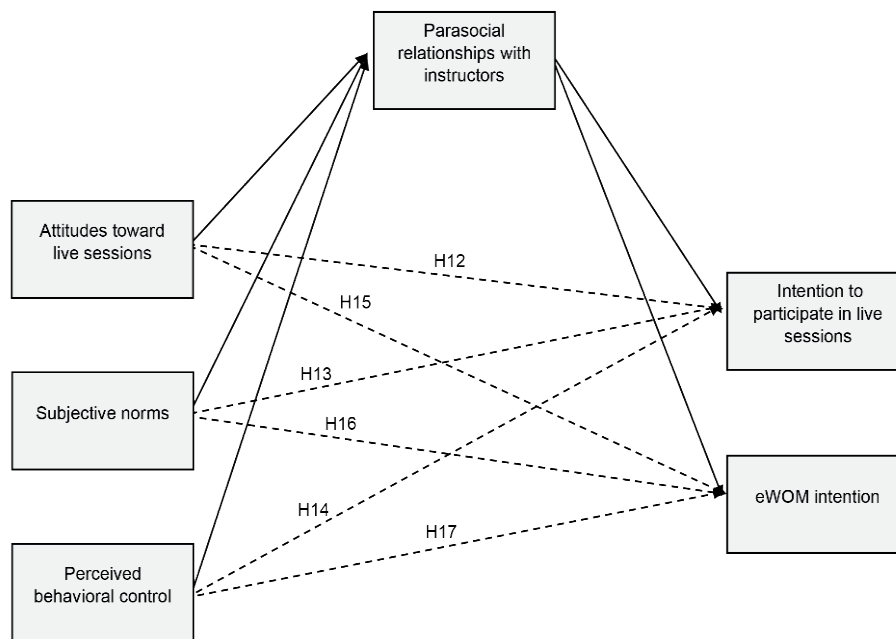 Parasocial
relationships with
instructors
Attitudes toward
live sessions
H12
H15
Intention to
participate in live
sessions
H13
Subjective norms
H16
eWOM intention
H14
H17
Perceived
behavioral control